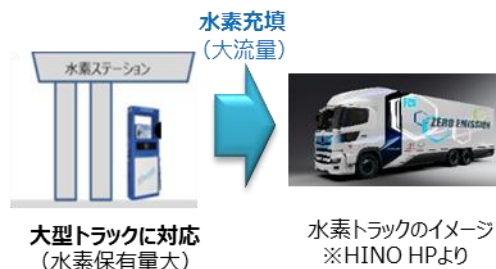 水素充填
（大流量）
水素ステーション
FCV
ZERO EMISSION
大型トラックに対応
（水素保有量大）
水素トラックのイメージ
※HINO HPより